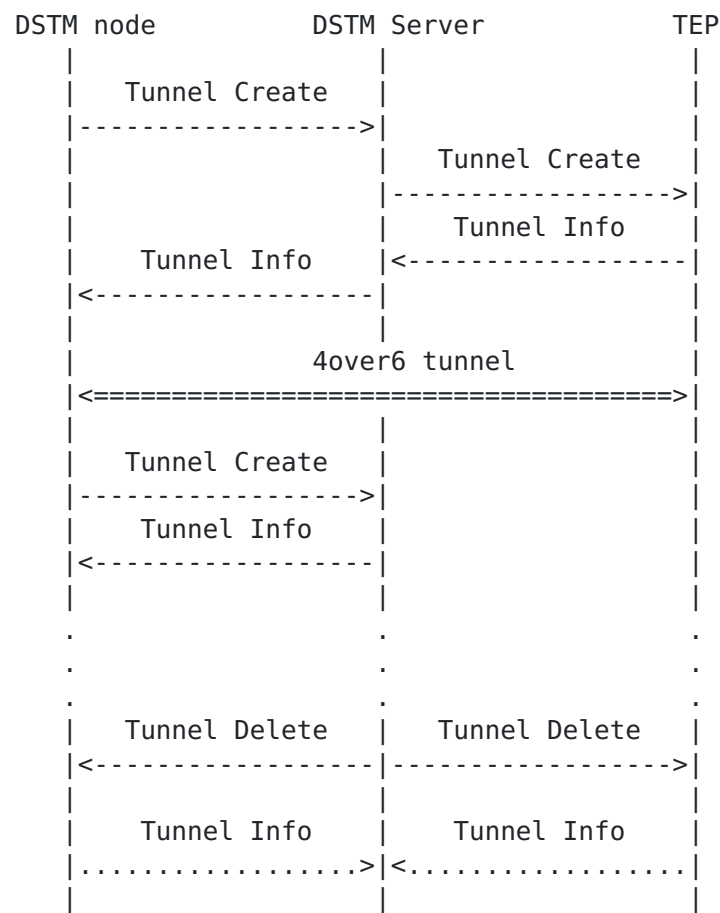 DSTM node DSTM Server TEP
Tunnel Create
Tunnel Create
Tunnel Info
Tunnel Info
4over6 tunnel
Tunnel Create
Tunnel Info
Tunnel Delete Tunnel Delete
Tunnel Info Tunnel Info